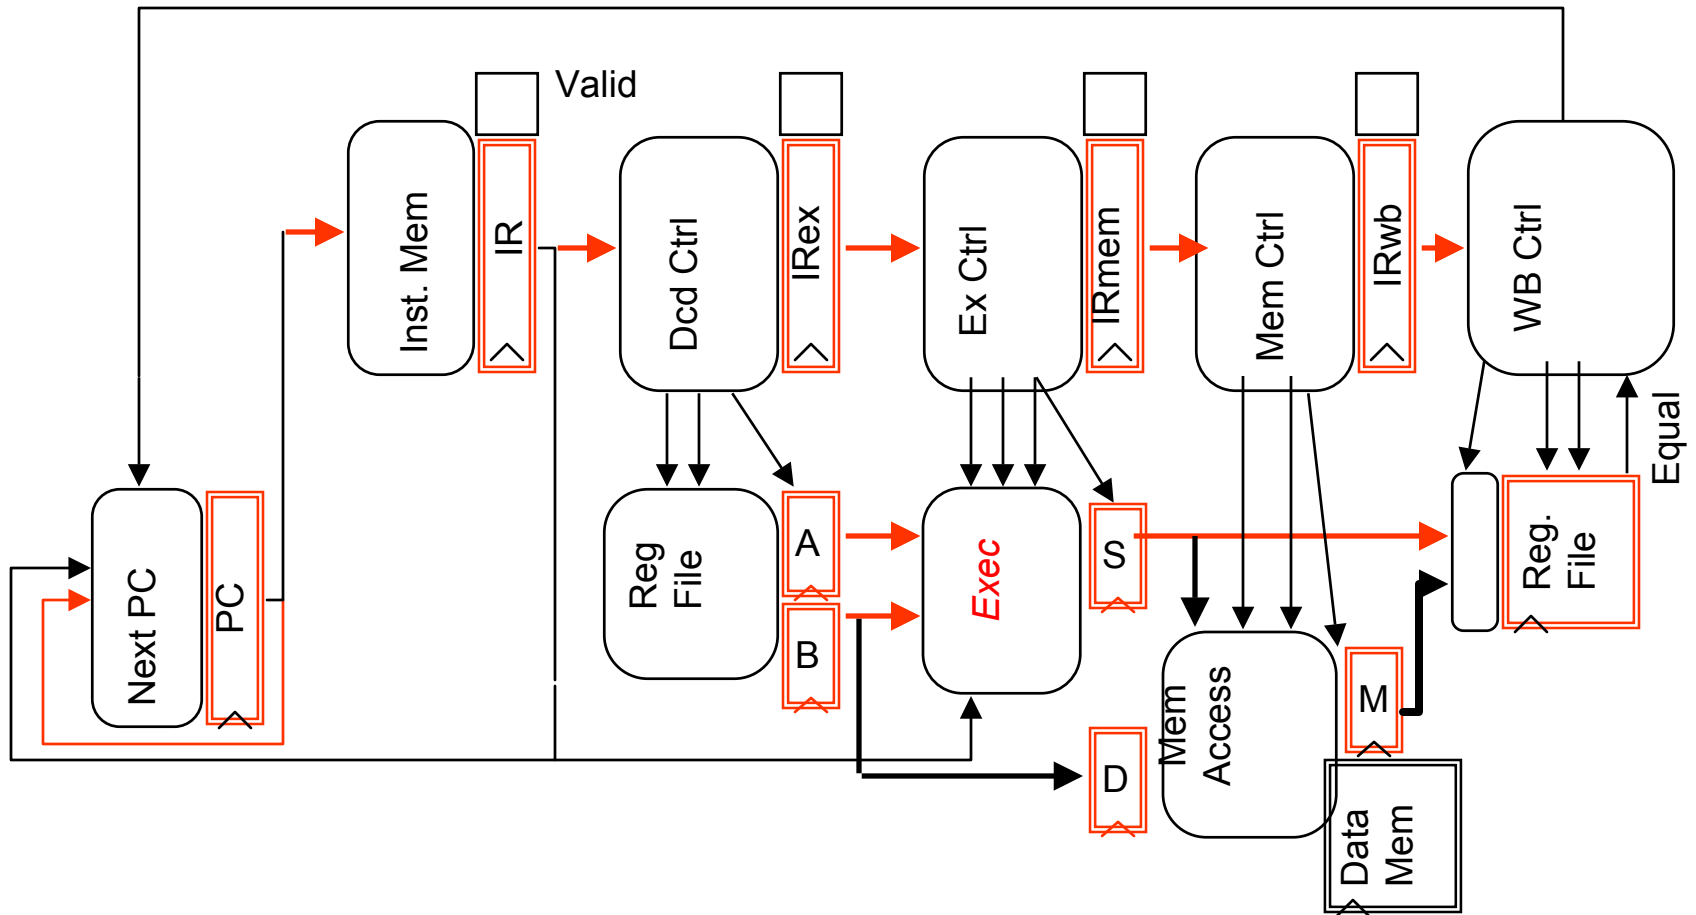 Valid
Inst. Mem
IR
Dcd Ctrl
IRex
Ex Ctrl
IRmem
Mem Ctrl
IRwb
WB Ctrl
Equal
Next PC
PC
Reg
File
A
B
Exec
S
D
Mem
Access
M
Data
Mem
Reg.
File